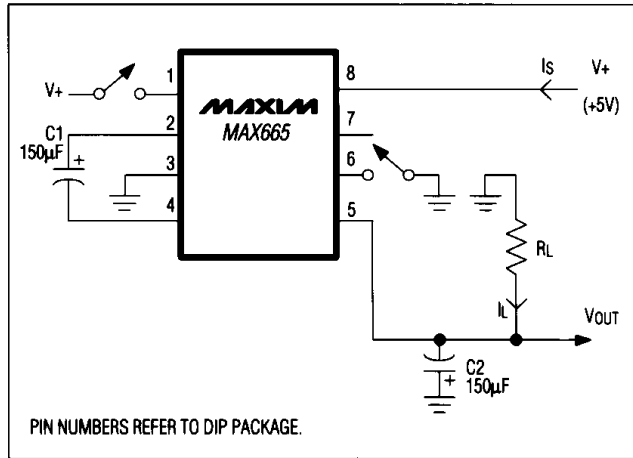 V+
1
8
IS
V+
(+5V)
MAXIM
MAX665
C1
150µF
+
2
7
3
6
4
5
RL
IL
VOUT
C2
+
150µF
PIN NUMBERS REFER TO DIP PACKAGE.